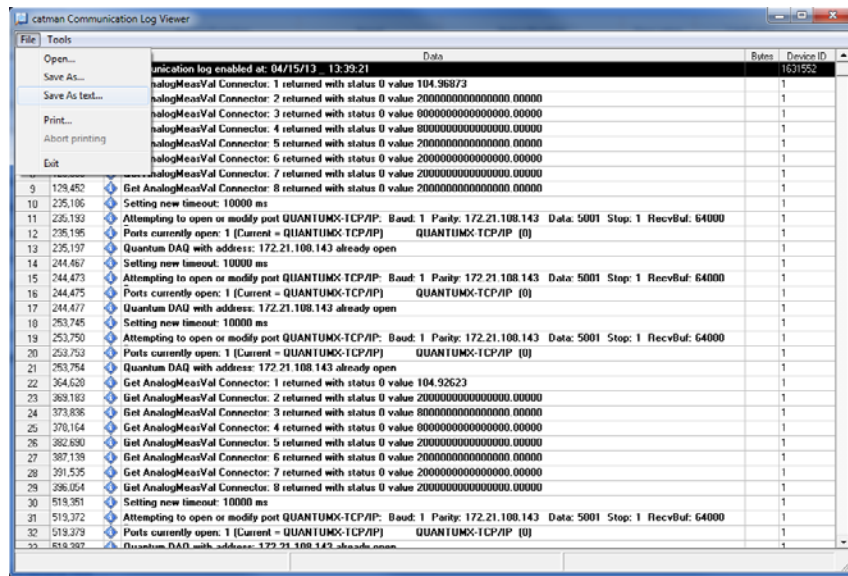 catman Communication Log Viewer
File Tools
Open...
Save As...
Save As text...
Print...
Abort printing
Exit
Data Bytes Device ID
unication log enabled at: 04/15/13 _ 13:39:21 1631552
nalogMeasVal Connector: 1 returned with status 0 value 104.96873 1
nalogMeasVal Connector: 2 returned with status 0 value 2000000000000000.00000 1
nalogMeasVal Connector: 3 returned with status 0 value 8000000000000000.00000 1
nalogMeasVal Connector: 4 returned with status 0 value 8000000000000000.00000 1
nalogMeasVal Connector: 5 returned with status 0 value 2000000000000000.00000 1
nalogMeasVal Connector: 6 returned with status 0 value 2000000000000000.00000 1
Get AnalogMeasVal Connector: 7 returned with status 0 value 2000000000000000.00000 1
9 129,452 Get AnalogMeasVal Connector: 8 returned with status 0 value 2000000000000000.00000 1
10 235,186 Setting new timeout: 10000 ms 1
11 235,193 Attempting to open or modify port QUANTUMX-TCP/IP: Baud: 1 Parity: 172.21.108.143 Data: 5001 Stop: 1 RecvBuf: 64000 1
12 235,195 Ports currently open: 1 (Current = QUANTUMX-TCP/IP) QUANTUMX-TCP/IP (0) 1
13 235,197 Quantum DAQ with address: 172.21.108.143 already open 1
14 244,467 Setting new timeout: 10000 ms 1
15 244,473 Attempting to open or modify port QUANTUMX-TCP/IP: Baud: 1 Parity: 172.21.108.143 Data: 5001 Stop: 1 RecvBuf: 64000 1
16 244,475 Ports currently open: 1 (Current = QUANTUMX-TCP/IP) QUANTUMX-TCP/IP (0) 1
17 244,477 Quantum DAQ with address: 172.21.108.143 already open 1
18 253,745 Setting new timeout: 10000 ms 1
19 253,750 Attempting to open or modify port QUANTUMX-TCP/IP: Baud: 1 Parity: 172.21.108.143 Data: 5001 Stop: 1 RecvBuf: 64000 1
20 253,753 Ports currently open: 1 (Current = QUANTUMX-TCP/IP) QUANTUMX-TCP/IP (0) 1
21 253,754 Quantum DAQ with address: 172.21.108.143 already open 1
22 364,628 Get AnalogMeasVal Connector: 1 returned with status 0 value 104.92623 1
23 369,183 Get AnalogMeasVal Connector: 2 returned with status 0 value 2000000000000000.00000 1
24 373,836 Get AnalogMeasVal Connector: 3 returned with status 0 value 8000000000000000.00000 1
25 378,164 Get AnalogMeasVal Connector: 4 returned with status 0 value 8000000000000000.00000 1
26 382,690 Get AnalogMeasVal Connector: 5 returned with status 0 value 2000000000000000.00000 1
27 387,139 Get AnalogMeasVal Connector: 6 returned with status 0 value 2000000000000000.00000 1
28 391,535 Get AnalogMeasVal Connector: 7 returned with status 0 value 2000000000000000.00000 1
29 396,054 Get AnalogMeasVal Connector: 8 returned with status 0 value 2000000000000000.00000 1
30 519,351 Setting new timeout: 10000 ms 1
31 519,372 Attempting to open or modify port QUANTUMX-TCP/IP: Baud: 1 Parity: 172.21.108.143 Data: 5001 Stop: 1 RecvBuf: 64000 1
32 519,379 Ports currently open: 1 (Current = QUANTUMX-TCP/IP) QUANTUMX-TCP/IP (0) 1
33 519,397 Quantum DAQ with address: 172.21.108.143 already open 1